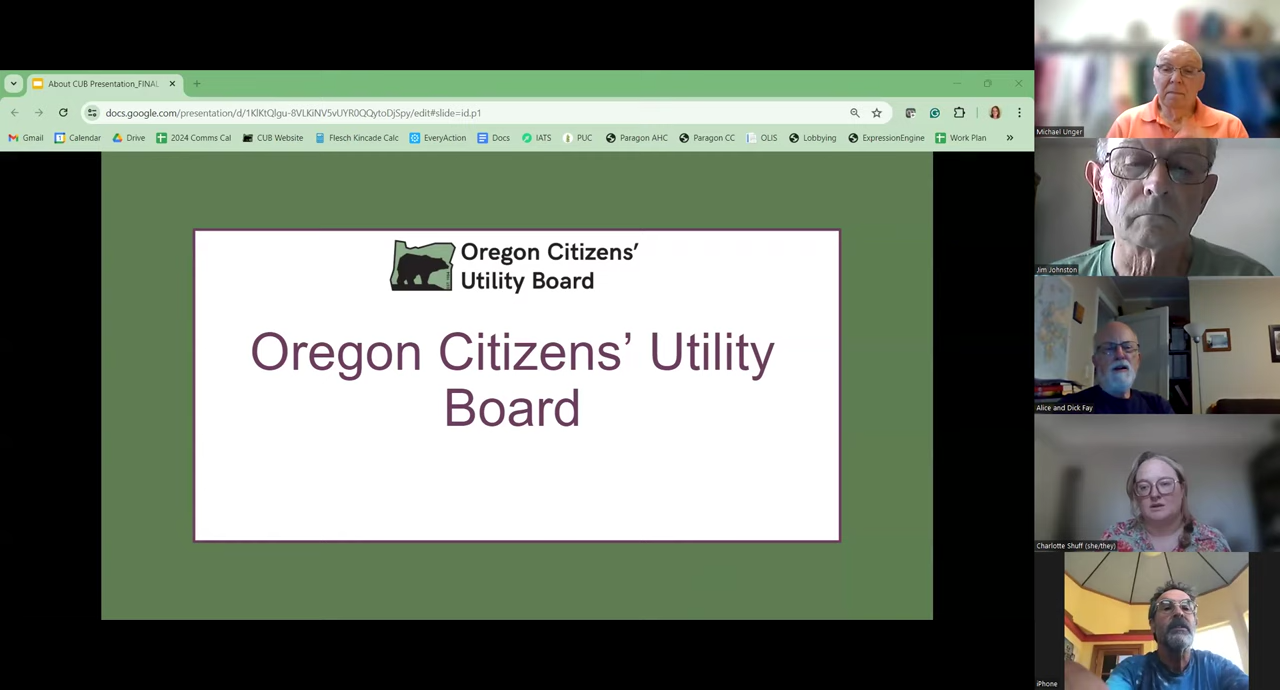 About CUB Presentation_FINAL
docs.google.com/presentation/d/1KlKtQlgu-8VLKiNV5vUYR0QQytoDjSpy/edit#slide=id.p1
Gmail
Calendar
Drive
2024 Comms Cal
CUB Website
Flesch Kincade Calc
EveryAction
Docs
IATS
PUC
Paragon AHC
Paragon CC
OLIS
Lobbying
ExpressionEngine
Work Plan
Oregon Citizens'
Utility Board
Oregon Citizens' Utility
Board
Michael Unger
Jim Johnston
Alice and Dick Fay
Charlotte Shuff (she/they)
iPhone